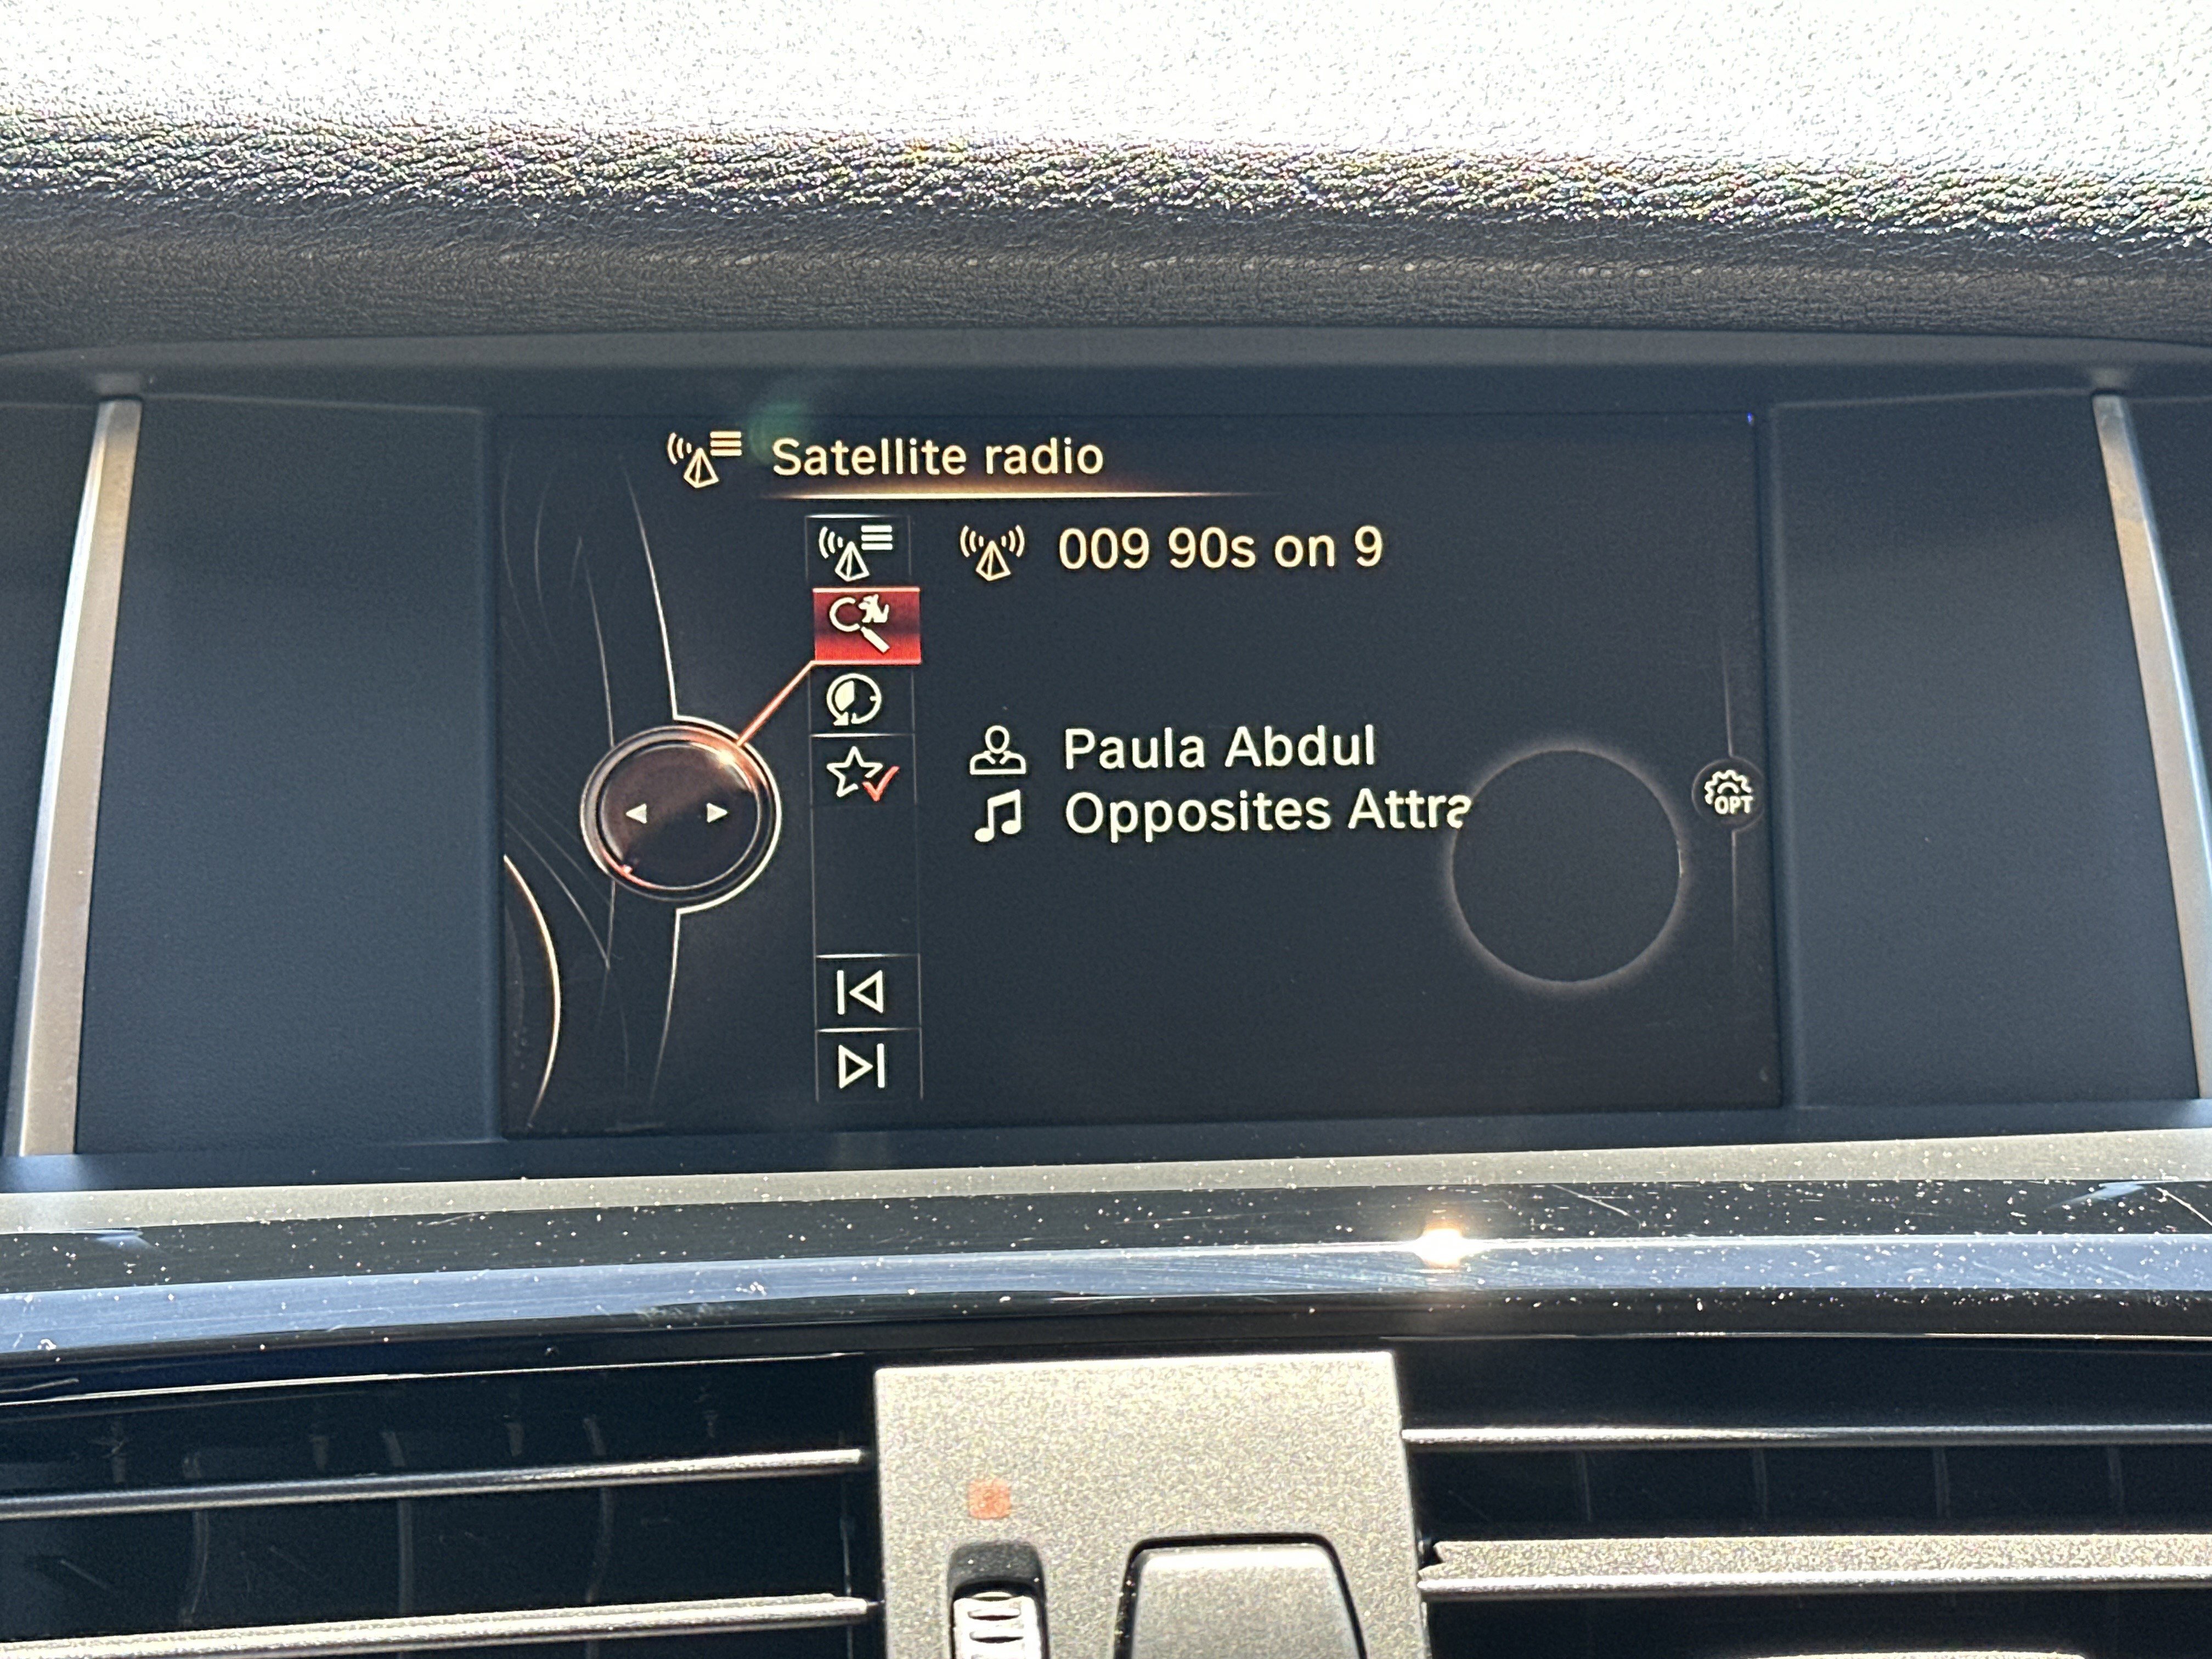 Satellite radio
009 90s on 9
Paula Abdul
Opposites Attra
OPT